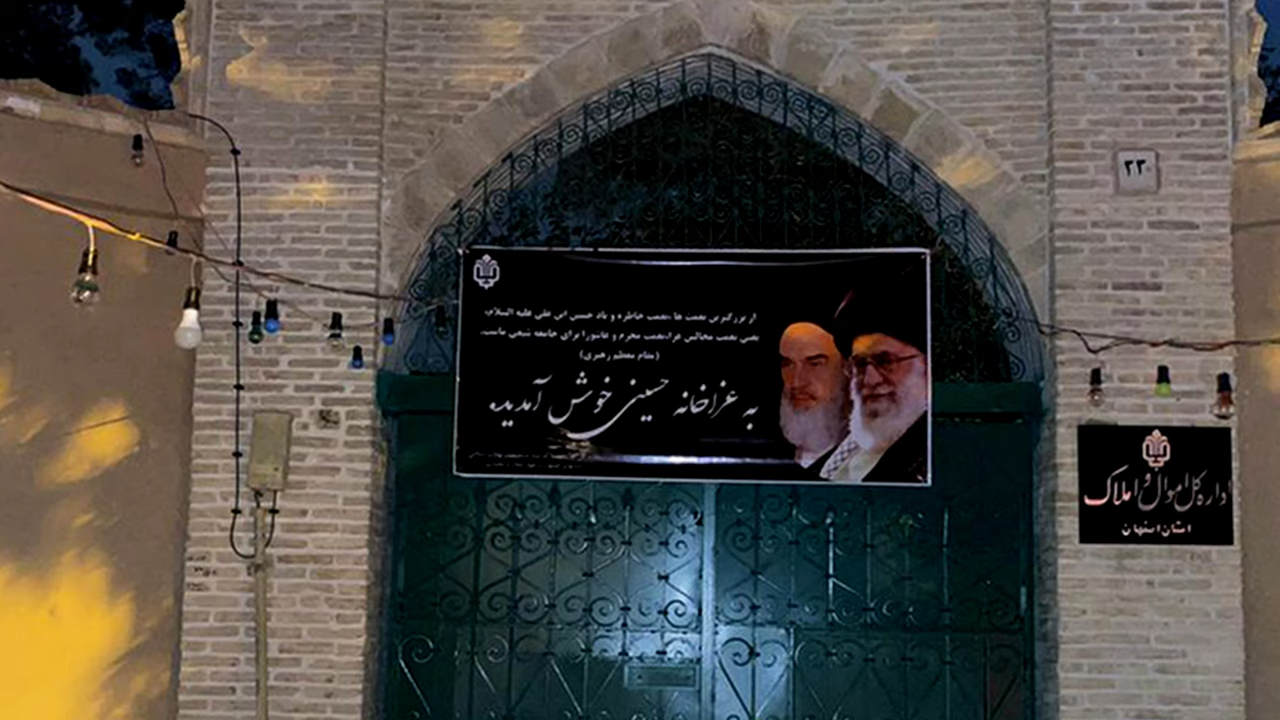 از بزرگترین نعمت ها ،نعمت خاطره و یاد حسین ابن علی علیه السلام،
یعنی نعمت مجالس عزا،نعمت محرم و عاشورا برای جامعه شیعی ماست.
(مقام معظم رهبری)
به عزاخانه حسینی خوش آمدید
۲۲۰
اداره کل اموال و املاک
استان اصفهان